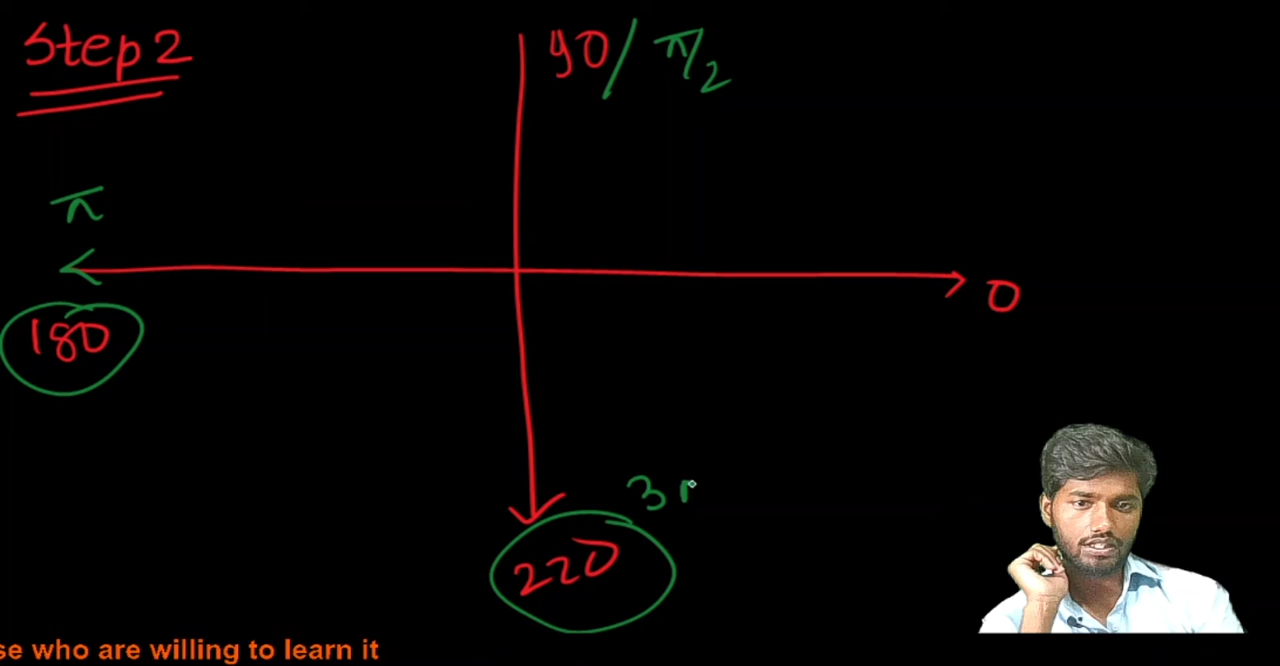 Step 2
90/π/2
π
0
180
3
220
se who are willing to learn it